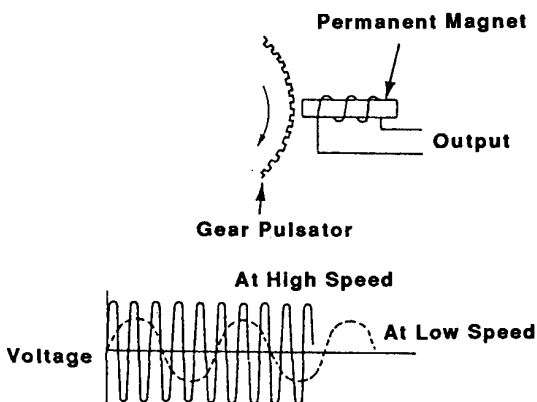 Permanent Magnet
Output
Gear Pulsator
At High Speed
At Low Speed
Voltage